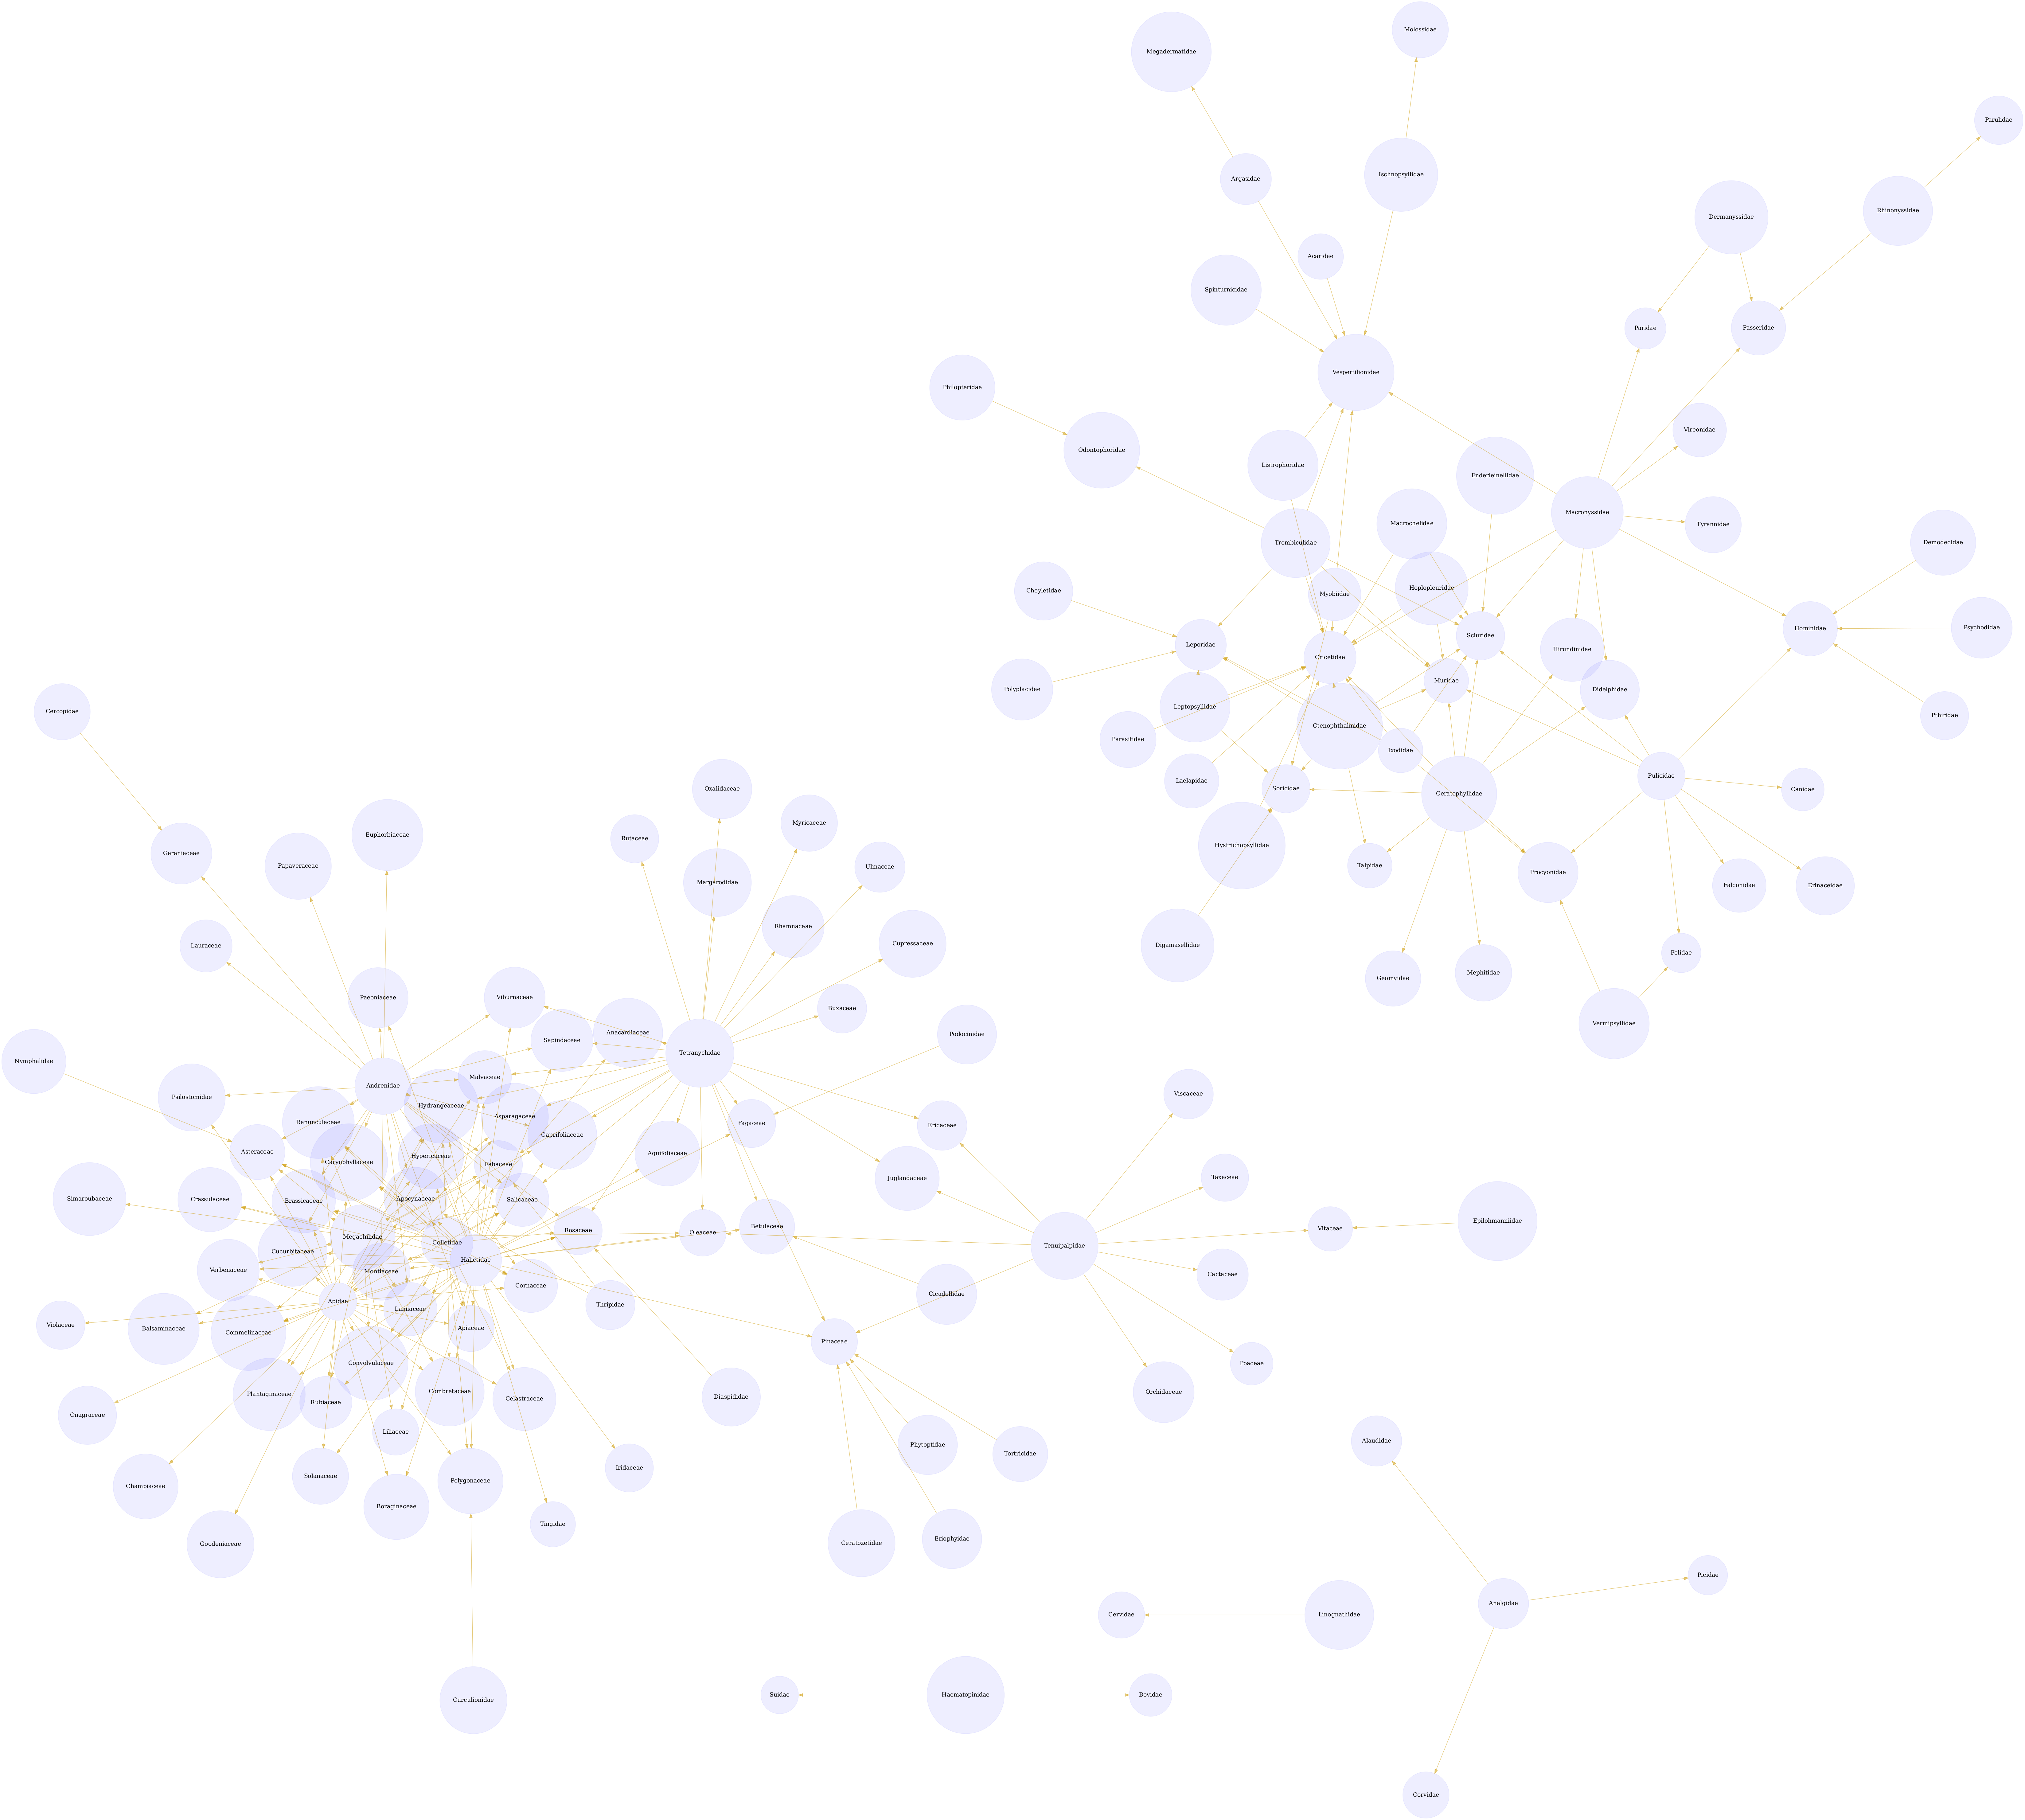 Molossidae
Megadermatidae
Parulidae
Ischnopsyllidae
Argasidae
Rhinonyssidae
Dermanyssidae
Acaridae
Spinturnicidae
Passeridae
Paridae
Vespertilionidae
Philopteridae
Vireonidae
Odontophoridae
Listrophoridae
Enderleinellidae
Macronyssidae
Macrochelidae
Tyrannidae
Trombiculidae
Demodecidae
Hoplopleuridae
Cheyletidae
Myobiidae
Psychodidae
Hominidae
Sciuridae
Leporidae
Hirundinidae
Cricetidae
Muridae
Polyplacidae
Didelphidae
Leptopsyllidae
Cercopidae
Pthiridae
Ctenophthalmidae
Parasitidae
Ixodidae
Pulicidae
Laelapidae
Soricidae
Oxalidaceae
Canidae
Ceratophyllidae
Myricaceae
Euphorbiaceae
Rutaceae
Hystrichopsyllidae
Geraniaceae
Talpidae
Papaveraceae
Ulmaceae
Procyonidae
Margarodidae
Falconidae
Erinaceidae
Rhamnaceae
Cupressaceae
Digamasellidae
Lauraceae
Felidae
Mephitidae
Geomyidae
Paeoniaceae
Viburnaceae
Buxaceae
Vermipsyllidae
Anacardiaceae
Podocinidae
Sapindaceae
Tetranychidae
Nymphalidae
Malvaceae
Andrenidae
Viscaceae
Psilostomidae
Hydrangeaceae
Asparagaceae
Ranunculaceae
Fagaceae
Ericaceae
Caprifoliaceae
Asteraceae
Aquifoliaceae
Hypericaceae
Caryophyllaceae
Fabaceae
Taxaceae
Juglandaceae
Simaroubaceae
Crassulaceae
Apocynaceae
Salicaceae
Brassicaceae
Epilohmanniidae
Betulaceae
Vitaceae
Rosaceae
Oleaceae
Megachilidae
Colletidae
Tenuipalpidae
Cucurbitaceae
Halictidae
Verbenaceae
Montiaceae
Cactaceae
Cornaceae
Cicadellidae
Apidae
Thripidae
Lamiaceae
Violaceae
Balsaminaceae
Apiaceae
Commelinaceae
Pinaceae
Convolvulaceae
Poaceae
Combretaceae
Orchidaceae
Plantaginaceae
Diaspididae
Celastraceae
Rubiaceae
Onagraceae
Liliaceae
Alaudidae
Phytoptidae
Tortricidae
Iridaceae
Solanaceae
Polygonaceae
Champiaceae
Boraginaceae
Tingidae
Eriophyidae
Ceratozetidae
Goodeniaceae
Picidae
Analgidae
Cervidae
Linognathidae
Suidae
Haematopinidae
Bovidae
Curculionidae
Corvidae